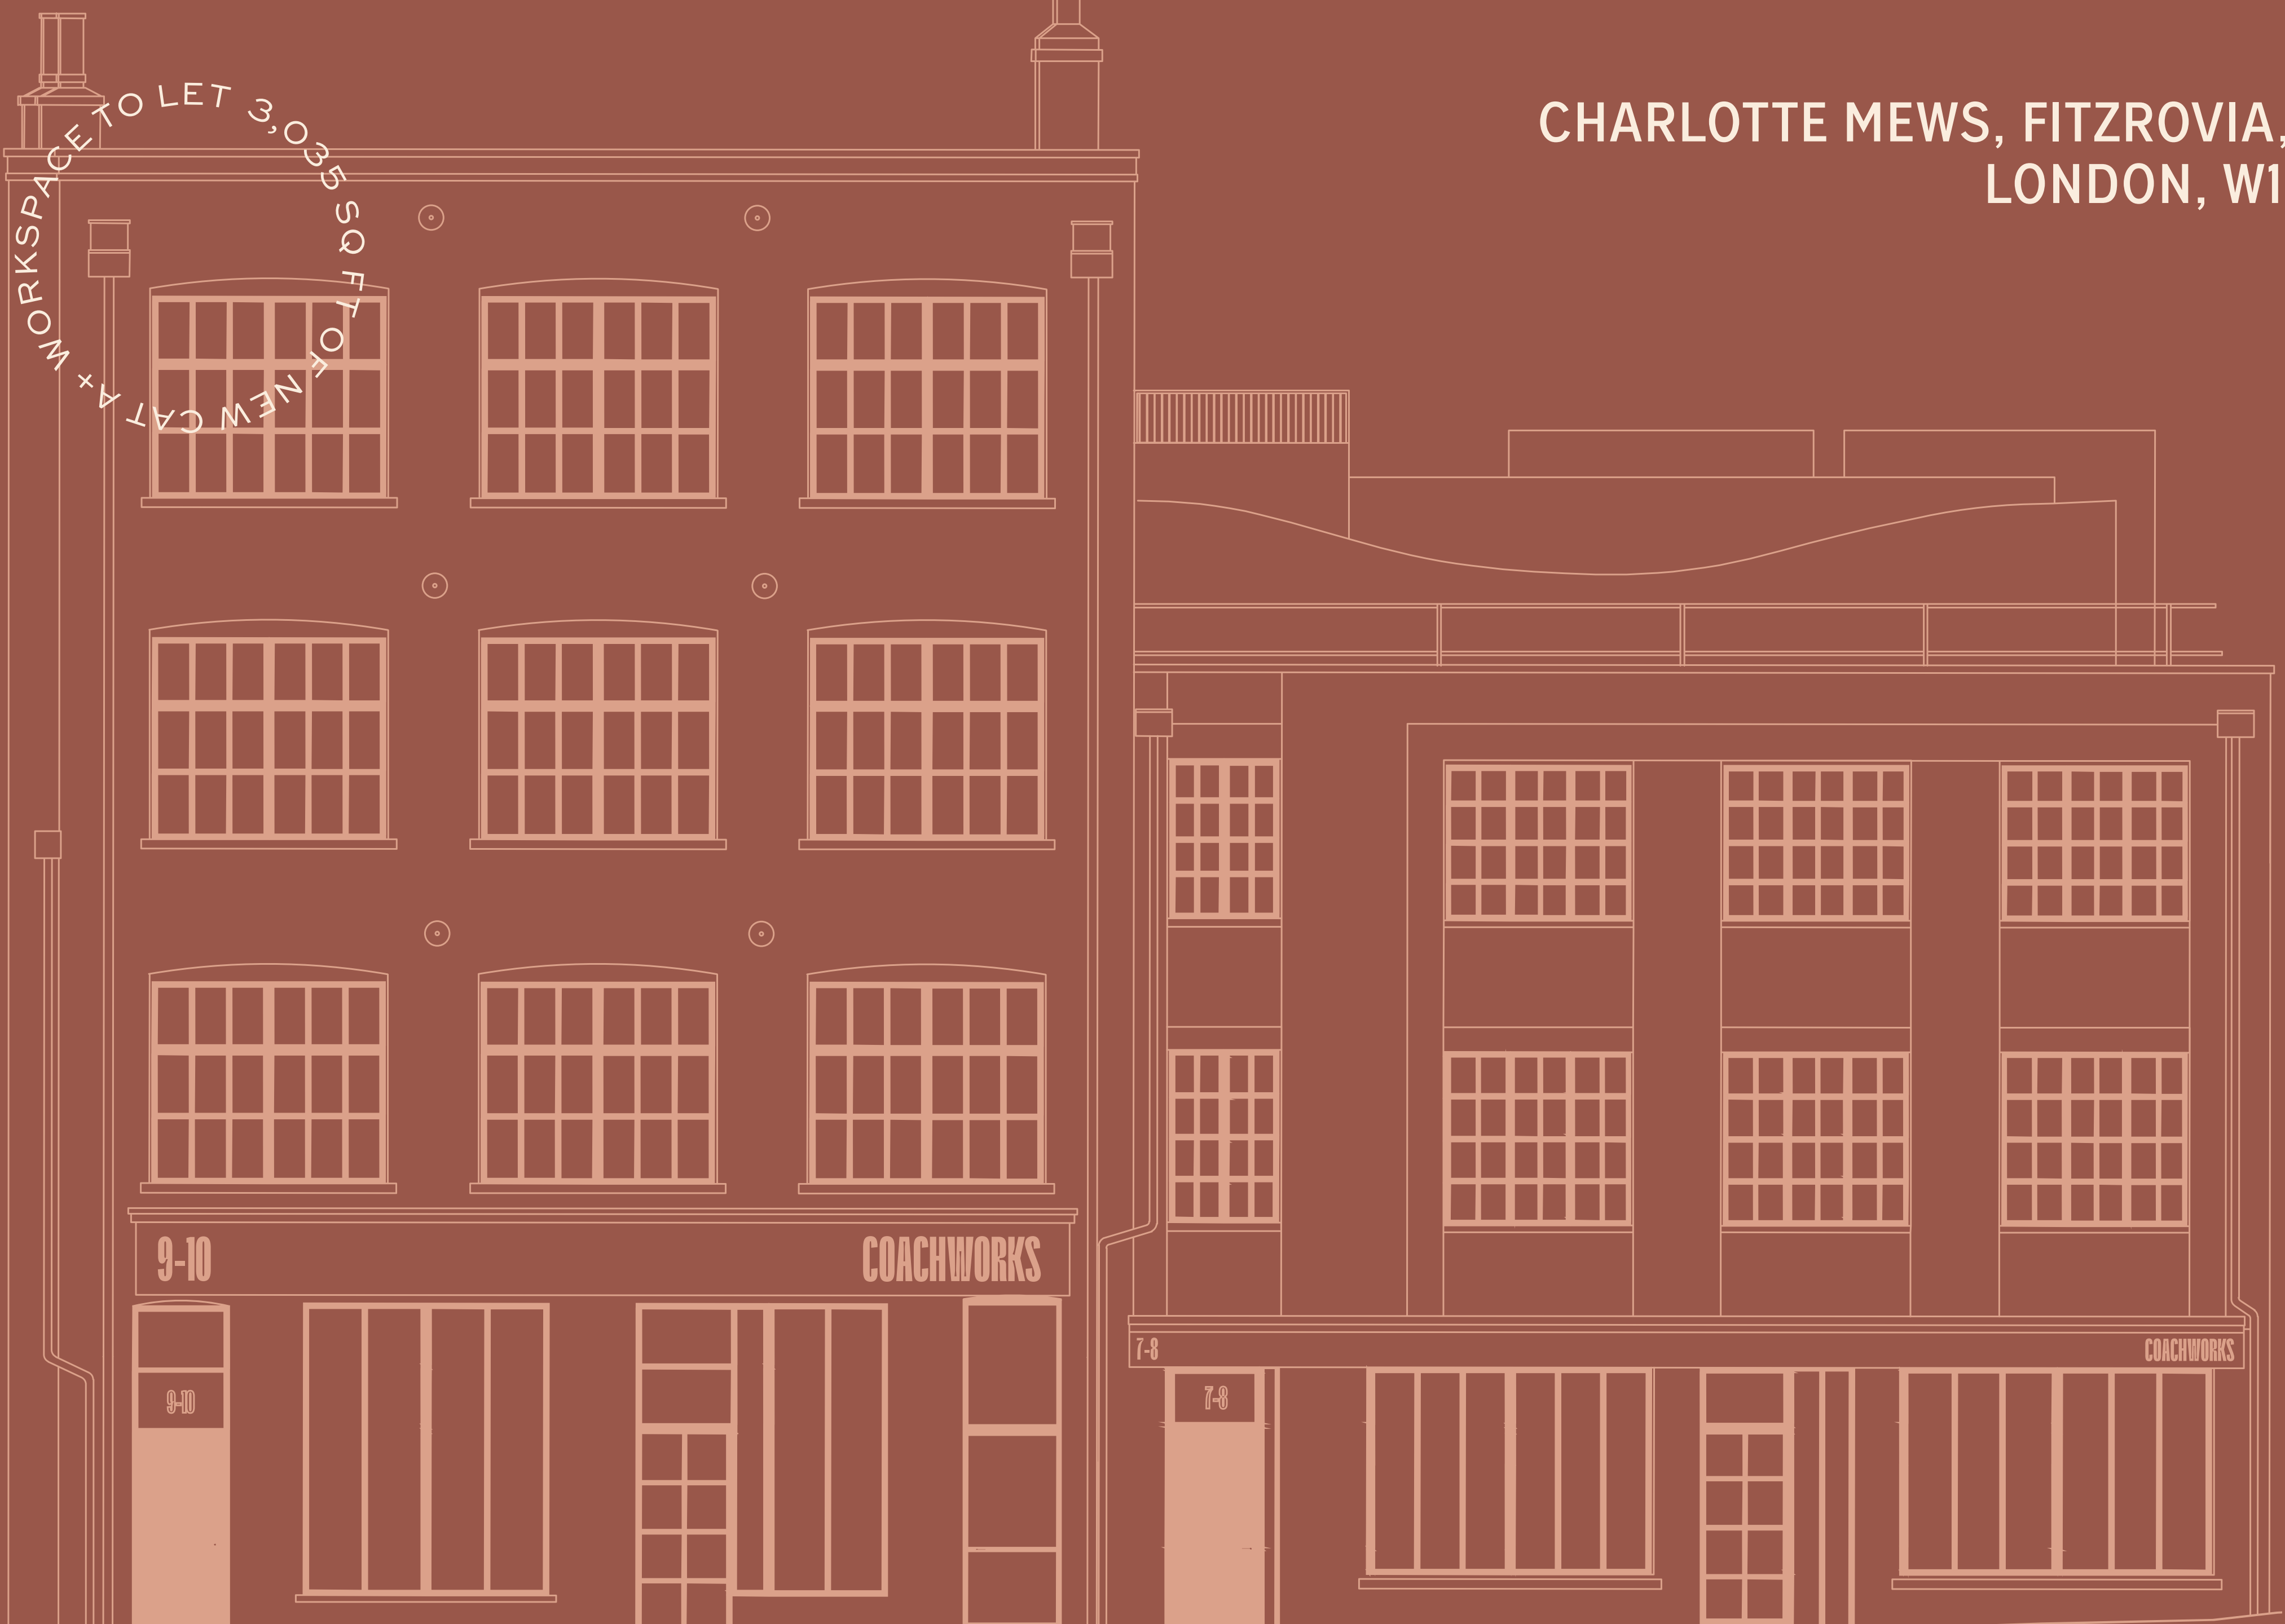 TO LET 3,035 SQ FT OF NEW CAT A+ WORKSPACE
CHARLOTTE MEWS, FITZROVIA,
LONDON, W1
9-10
COACHWORKS
7-8
COACHWORKS
9-10
7-8